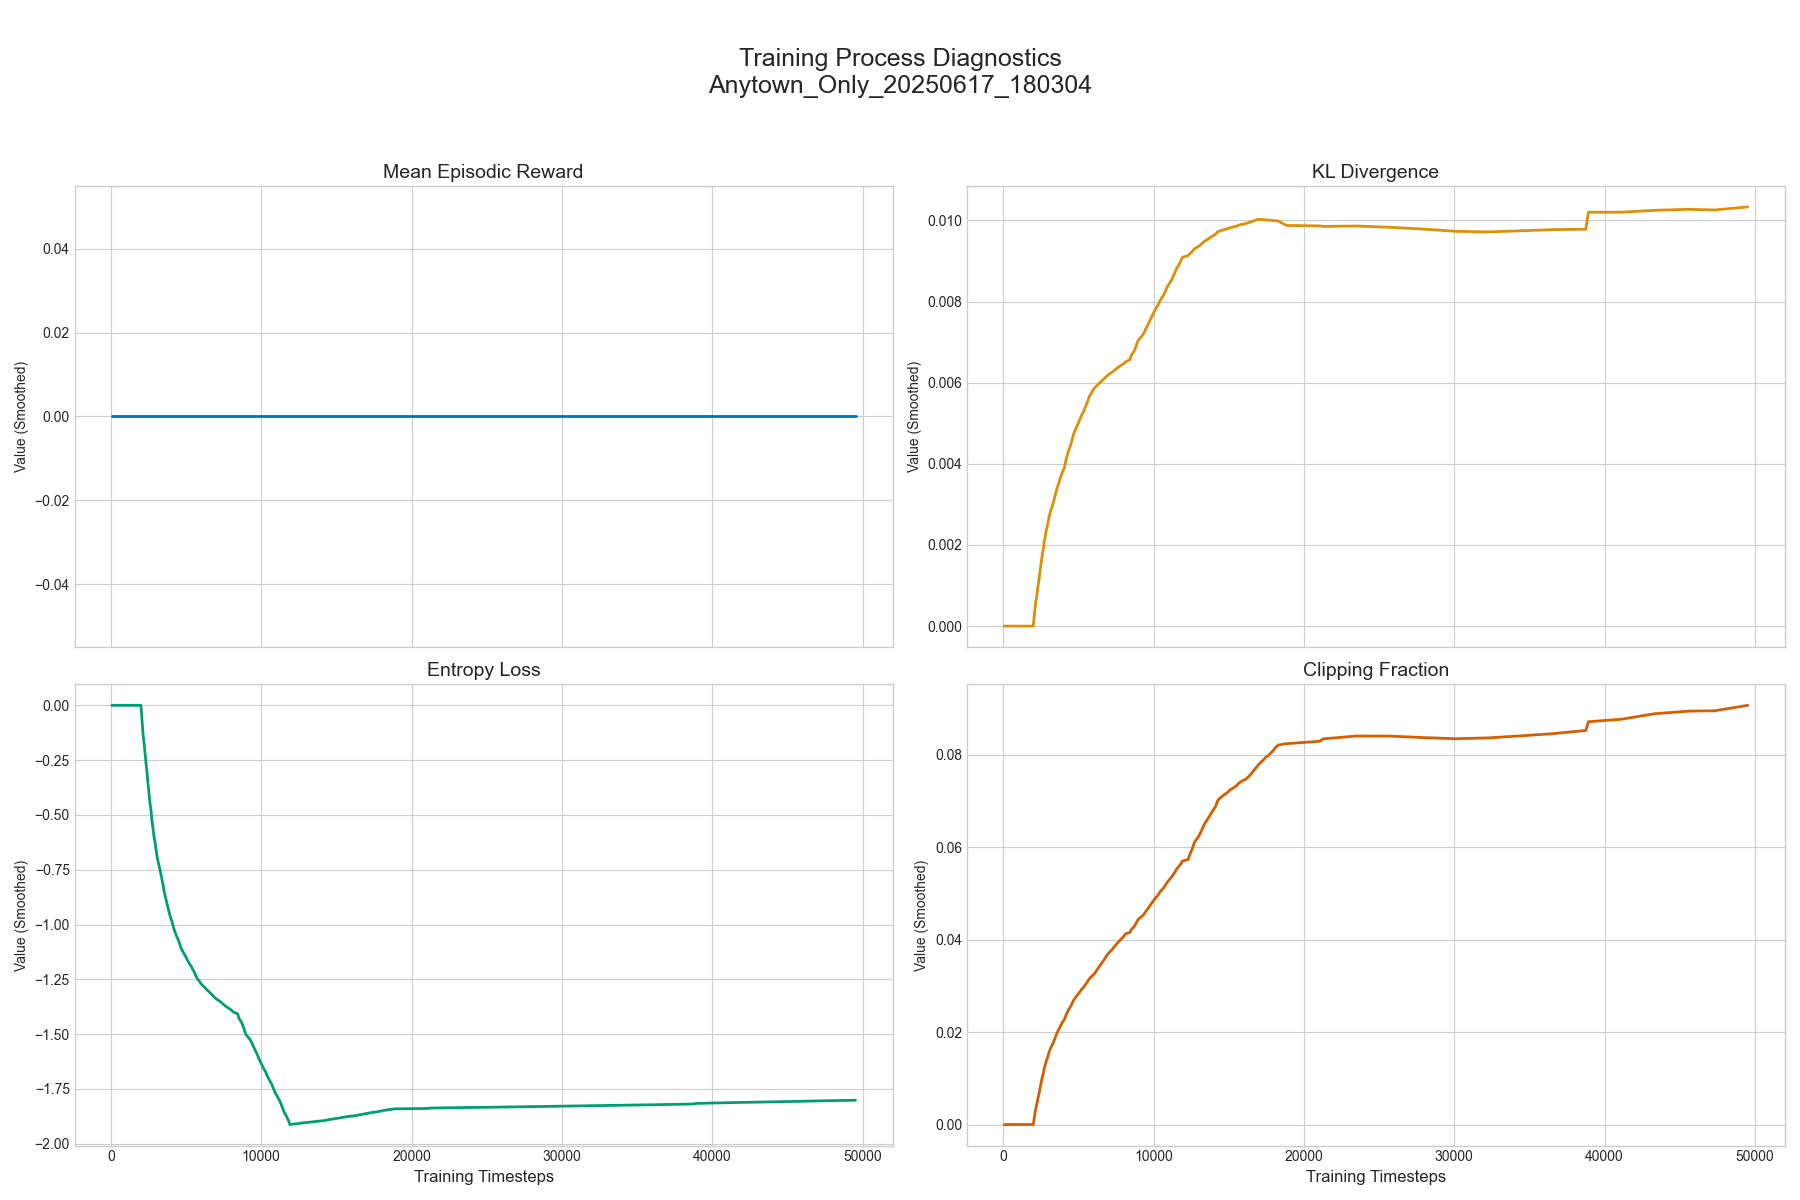 Training Process Diagnostics
Anytown_Only_20250617_180304
Mean Episodic Reward
Value (Smoothed)
0.04
0.02
0.00
−0.02
−0.04
KL Divergence
Value (Smoothed)
0.010
0.008
0.006
0.004
0.002
0.000
Entropy Loss
Value (Smoothed)
0.00
−0.25
−0.50
−0.75
−1.00
−1.25
−1.50
−1.75
−2.00
0 10000 20000 30000 40000 50000
Training Timesteps
Clipping Fraction
Value (Smoothed)
0.08
0.06
0.04
0.02
0.00
0 10000 20000 30000 40000 50000
Training Timesteps